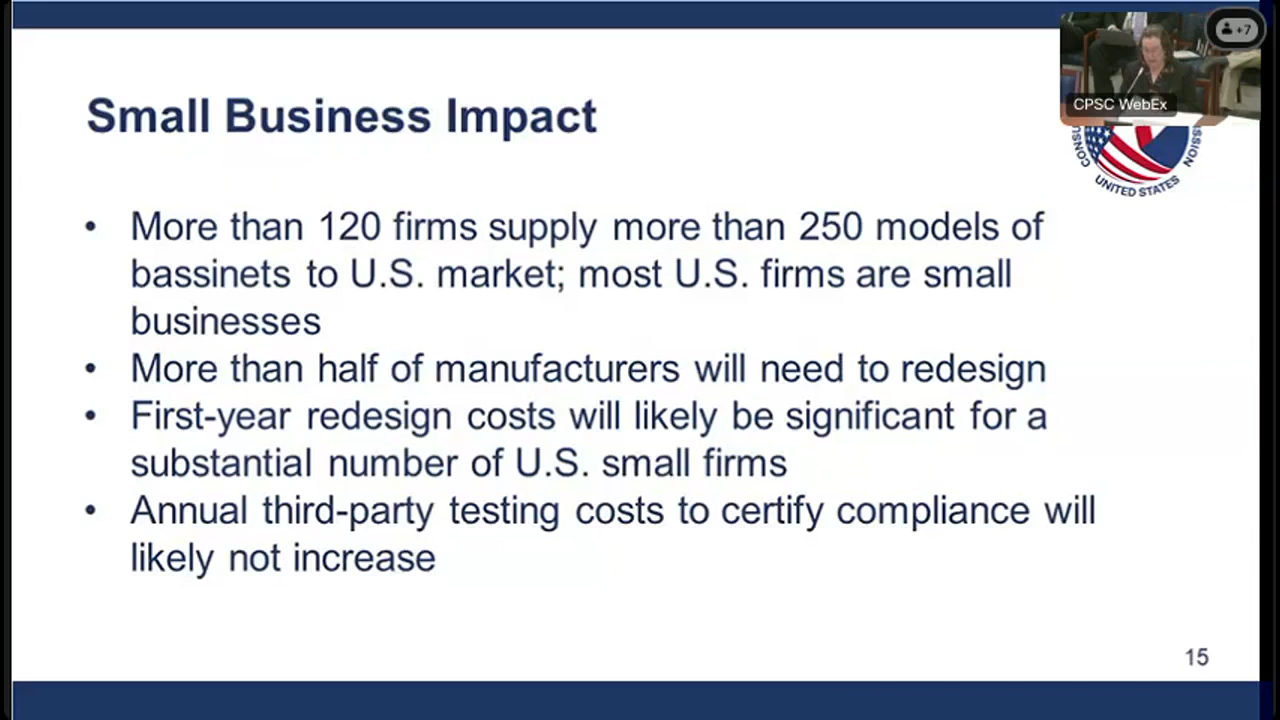 +7
CPSC WebEx
Small Business Impact
CONSU
SSION
UNITED STATES
• More than 120 firms supply more than 250 models of
bassinets to U.S. market; most U.S. firms are small
businesses
• More than half of manufacturers will need to redesign
• First-year redesign costs will likely be significant for a
substantial number of U.S. small firms
• Annual third-party testing costs to certify compliance will
likely not increase
15